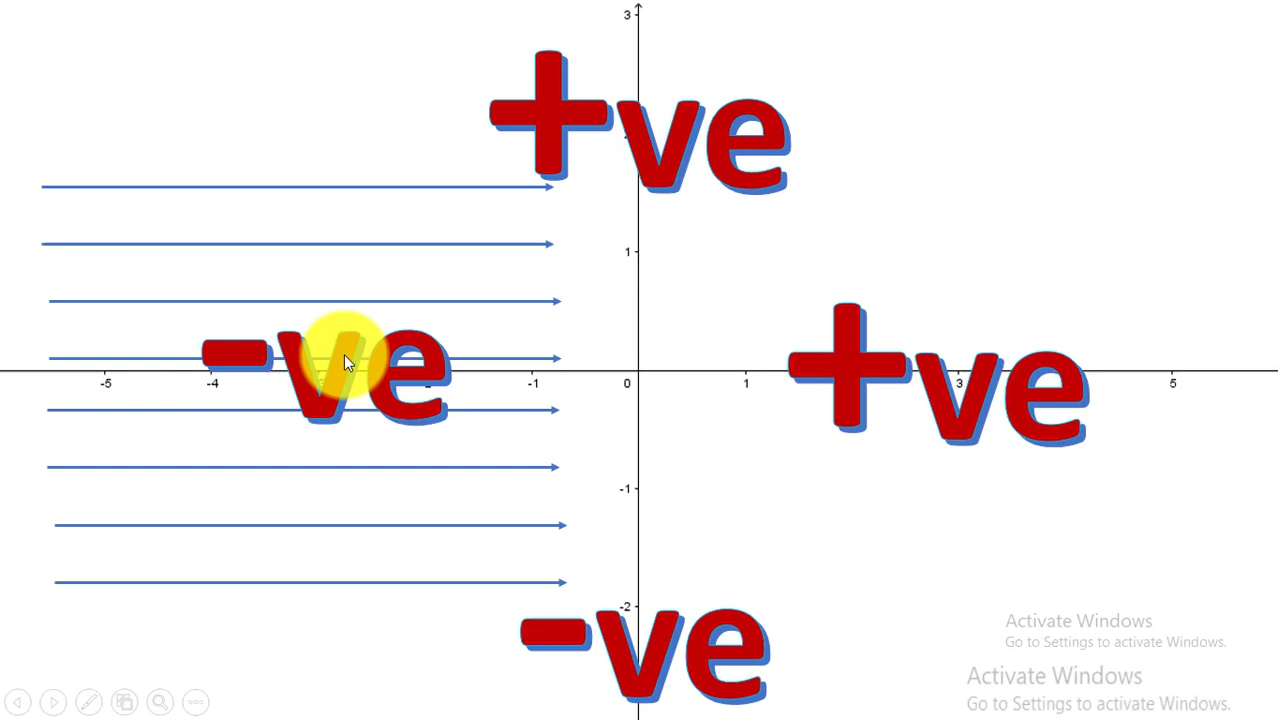 3
+ve
1
-ve
+ve
-5 -4 -1 0 1 3 5
-1
-2
-ve
Activate Windows
Go to Settings to activate Windows.
Activate Windows
Go to Settings to activate Windows.